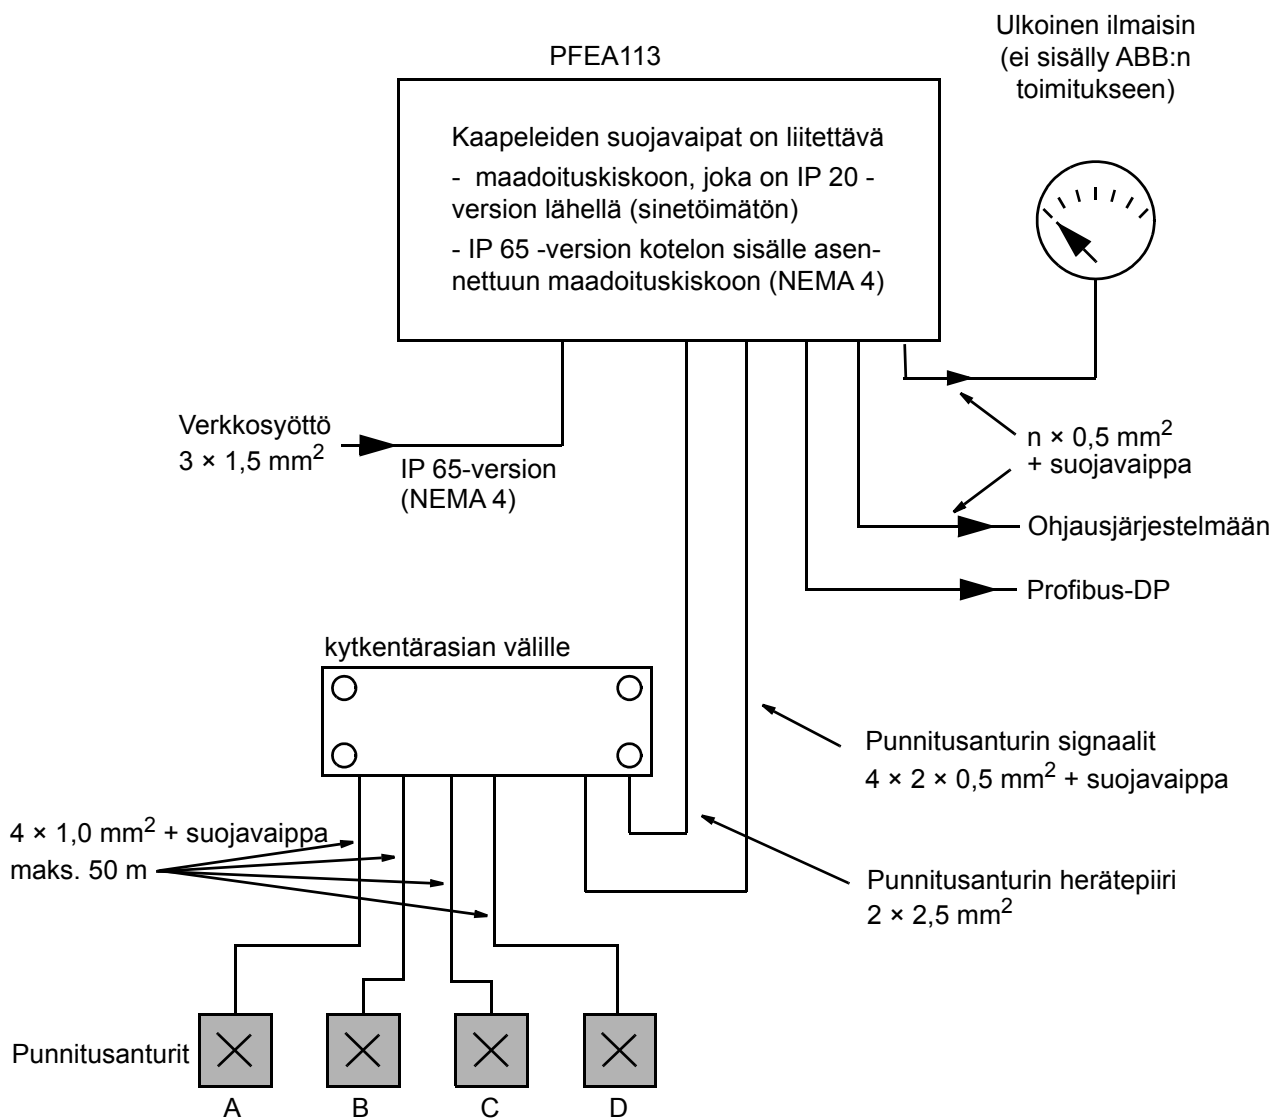 Ulkoinen ilmaisin
(ei sisälly ABB:n
toimitukseen)
PFEA113
Kaapeleiden suojavaipat on liitettävä
- maadoituskiskoon, joka on IP 20 -
version lähellä (sinetöimätön)
- IP 65 -version kotelon sisälle asen-
nettuun maadoituskiskoon (NEMA 4)
Verkkosyöttö
3 × 1,5 mm²
IP 65-version
(NEMA 4)
n × 0,5 mm²
+ suojavaippa
Ohjausjärjestelmään
Profibus-DP
kytkentärasian välille
Punnitusanturin signaalit
4 × 2 × 0,5 mm² + suojavaippa
4 × 1,0 mm² + suojavaippa
maks. 50 m
Punnitusanturin herätepiiri
2 × 2,5 mm²
Punnitusanturit
A B C D